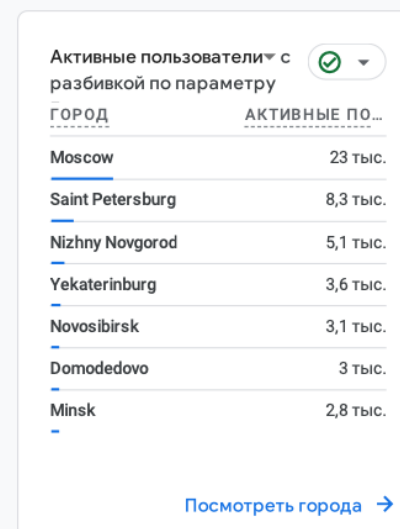 Активные пользователи с
разбивкой по параметру
ГОРОД АКТИВНЫЕ ПО…
Moscow 23 тыс.
Saint Petersburg 8,3 тыс.
Nizhny Novgorod 5,1 тыс.
Yekaterinburg 3,6 тыс.
Novosibirsk 3,1 тыс.
Domodedovo 3 тыс.
Minsk 2,8 тыс.
Посмотреть города →